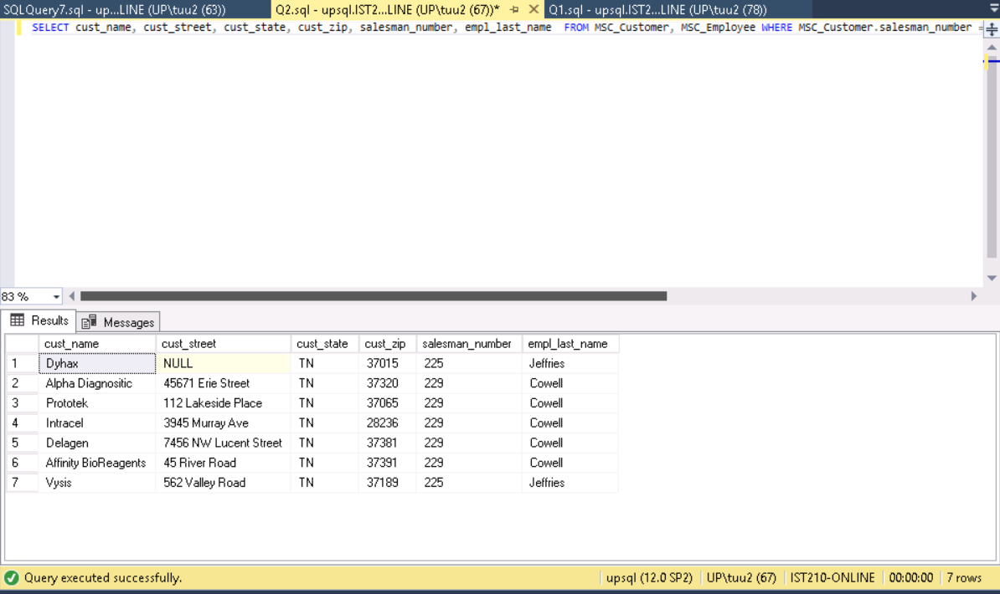 SQLQuery7.sql - up...LINE (UP\tuu2 (63)) Q2.sql - upsql.IST2...LINE (UP\tuu2 (67))* Q1.sql - upsql.IST2...LINE (UP\tuu2 (78))
SELECT cust_name, cust_street, cust_state, cust_zip, salesman_number, empl_last_name FROM MSC_Customer, MSC_Employee WHERE MSC_Customer.salesman_number =
83 %
Results Messages
cust_name cust_street cust_state cust_zip salesman_number empl_last_name
1 Dyhax NULL TN 37015 225 Jeffries
2 Alpha Diagnositic 45671 Erie Street TN 37320 229 Cowell
3 Prototek 112 Lakeside Place TN 37065 229 Cowell
4 Intracel 3945 Murray Ave TN 28236 229 Cowell
5 Delagen 7456 NW Lucent Street TN 37381 229 Cowell
6 Affinity BioReagents 45 River Road TN 37391 229 Cowell
7 Vysis 562 Valley Road TN 37189 225 Jeffries
Query executed successfully. upsql (12.0 SP2) UP\tuu2 (67) IST210-ONLINE 00:00:00 7 rows